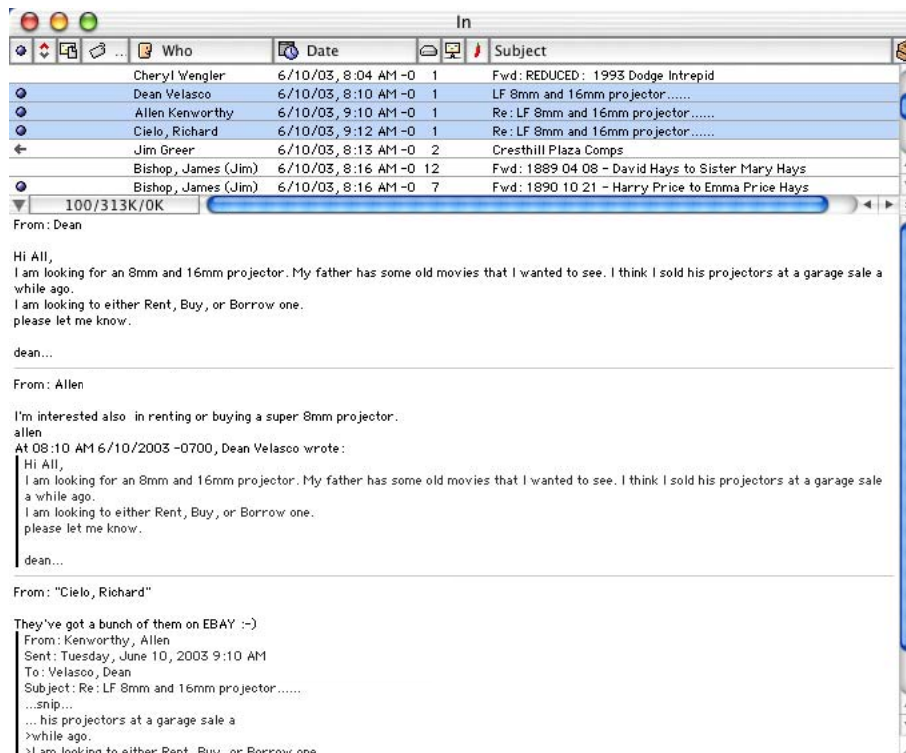 In
... Who Date Subject
Cheryl Wengler 6/10/03, 8:04 AM -0 1 Fwd: REDUCED: 1993 Dodge Intrepid
Dean Velasco 6/10/03, 8:10 AM -0 1 LF 8mm and 16mm projector......
Allen Kenworthy 6/10/03, 9:10 AM -0 1 Re: LF 8mm and 16mm projector......
Cielo, Richard 6/10/03, 9:12 AM -0 1 Re: LF 8mm and 16mm projector......
Jim Greer 6/10/03, 8:13 AM -0 2 Cresthill Plaza Comps
Bishop, James (Jim) 6/10/03, 8:16 AM -0 12 Fwd: 1889 04 08 - David Hays to Sister Mary Hays
Bishop, James (Jim) 6/10/03, 8:16 AM -0 7 Fwd: 1890 10 21 - Harry Price to Emma Price Hays
100/313K/0K
From: Dean
Hi All,
I am looking for an 8mm and 16mm projector. My father has some old movies that I wanted to see. I think I sold his projectors at a garage sale a
while ago.
I am looking to either Rent, Buy, or Borrow one.
please let me know.
dean...
From: Allen
I'm interested also in renting or buying a super 8mm projector.
allen
At 08:10 AM 6/10/2003 -0700, Dean Velasco wrote:
Hi All,
I am looking for an 8mm and 16mm projector. My father has some old movies that I wanted to see. I think I sold his projectors at a garage sale
a while ago.
I am looking to either Rent, Buy, or Borrow one.
please let me know.
dean...
From: "Cielo, Richard"
They've got a bunch of them on EBAY :-)
From: Kenworthy, Allen
Sent: Tuesday, June 10, 2003 9:10 AM
To: Velasco, Dean
Subject: Re: LF 8mm and 16mm projector......
...snip...
... his projectors at a garage sale a
>while ago.
>I am looking to either Rent, Buy, or Borrow one